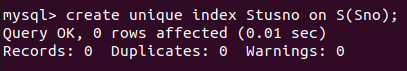 mysql> create unique index Stusno on S(Sno);
Query OK, 0 rows affected (0.01 sec)
Records: 0  Duplicates: 0  Warnings: 0